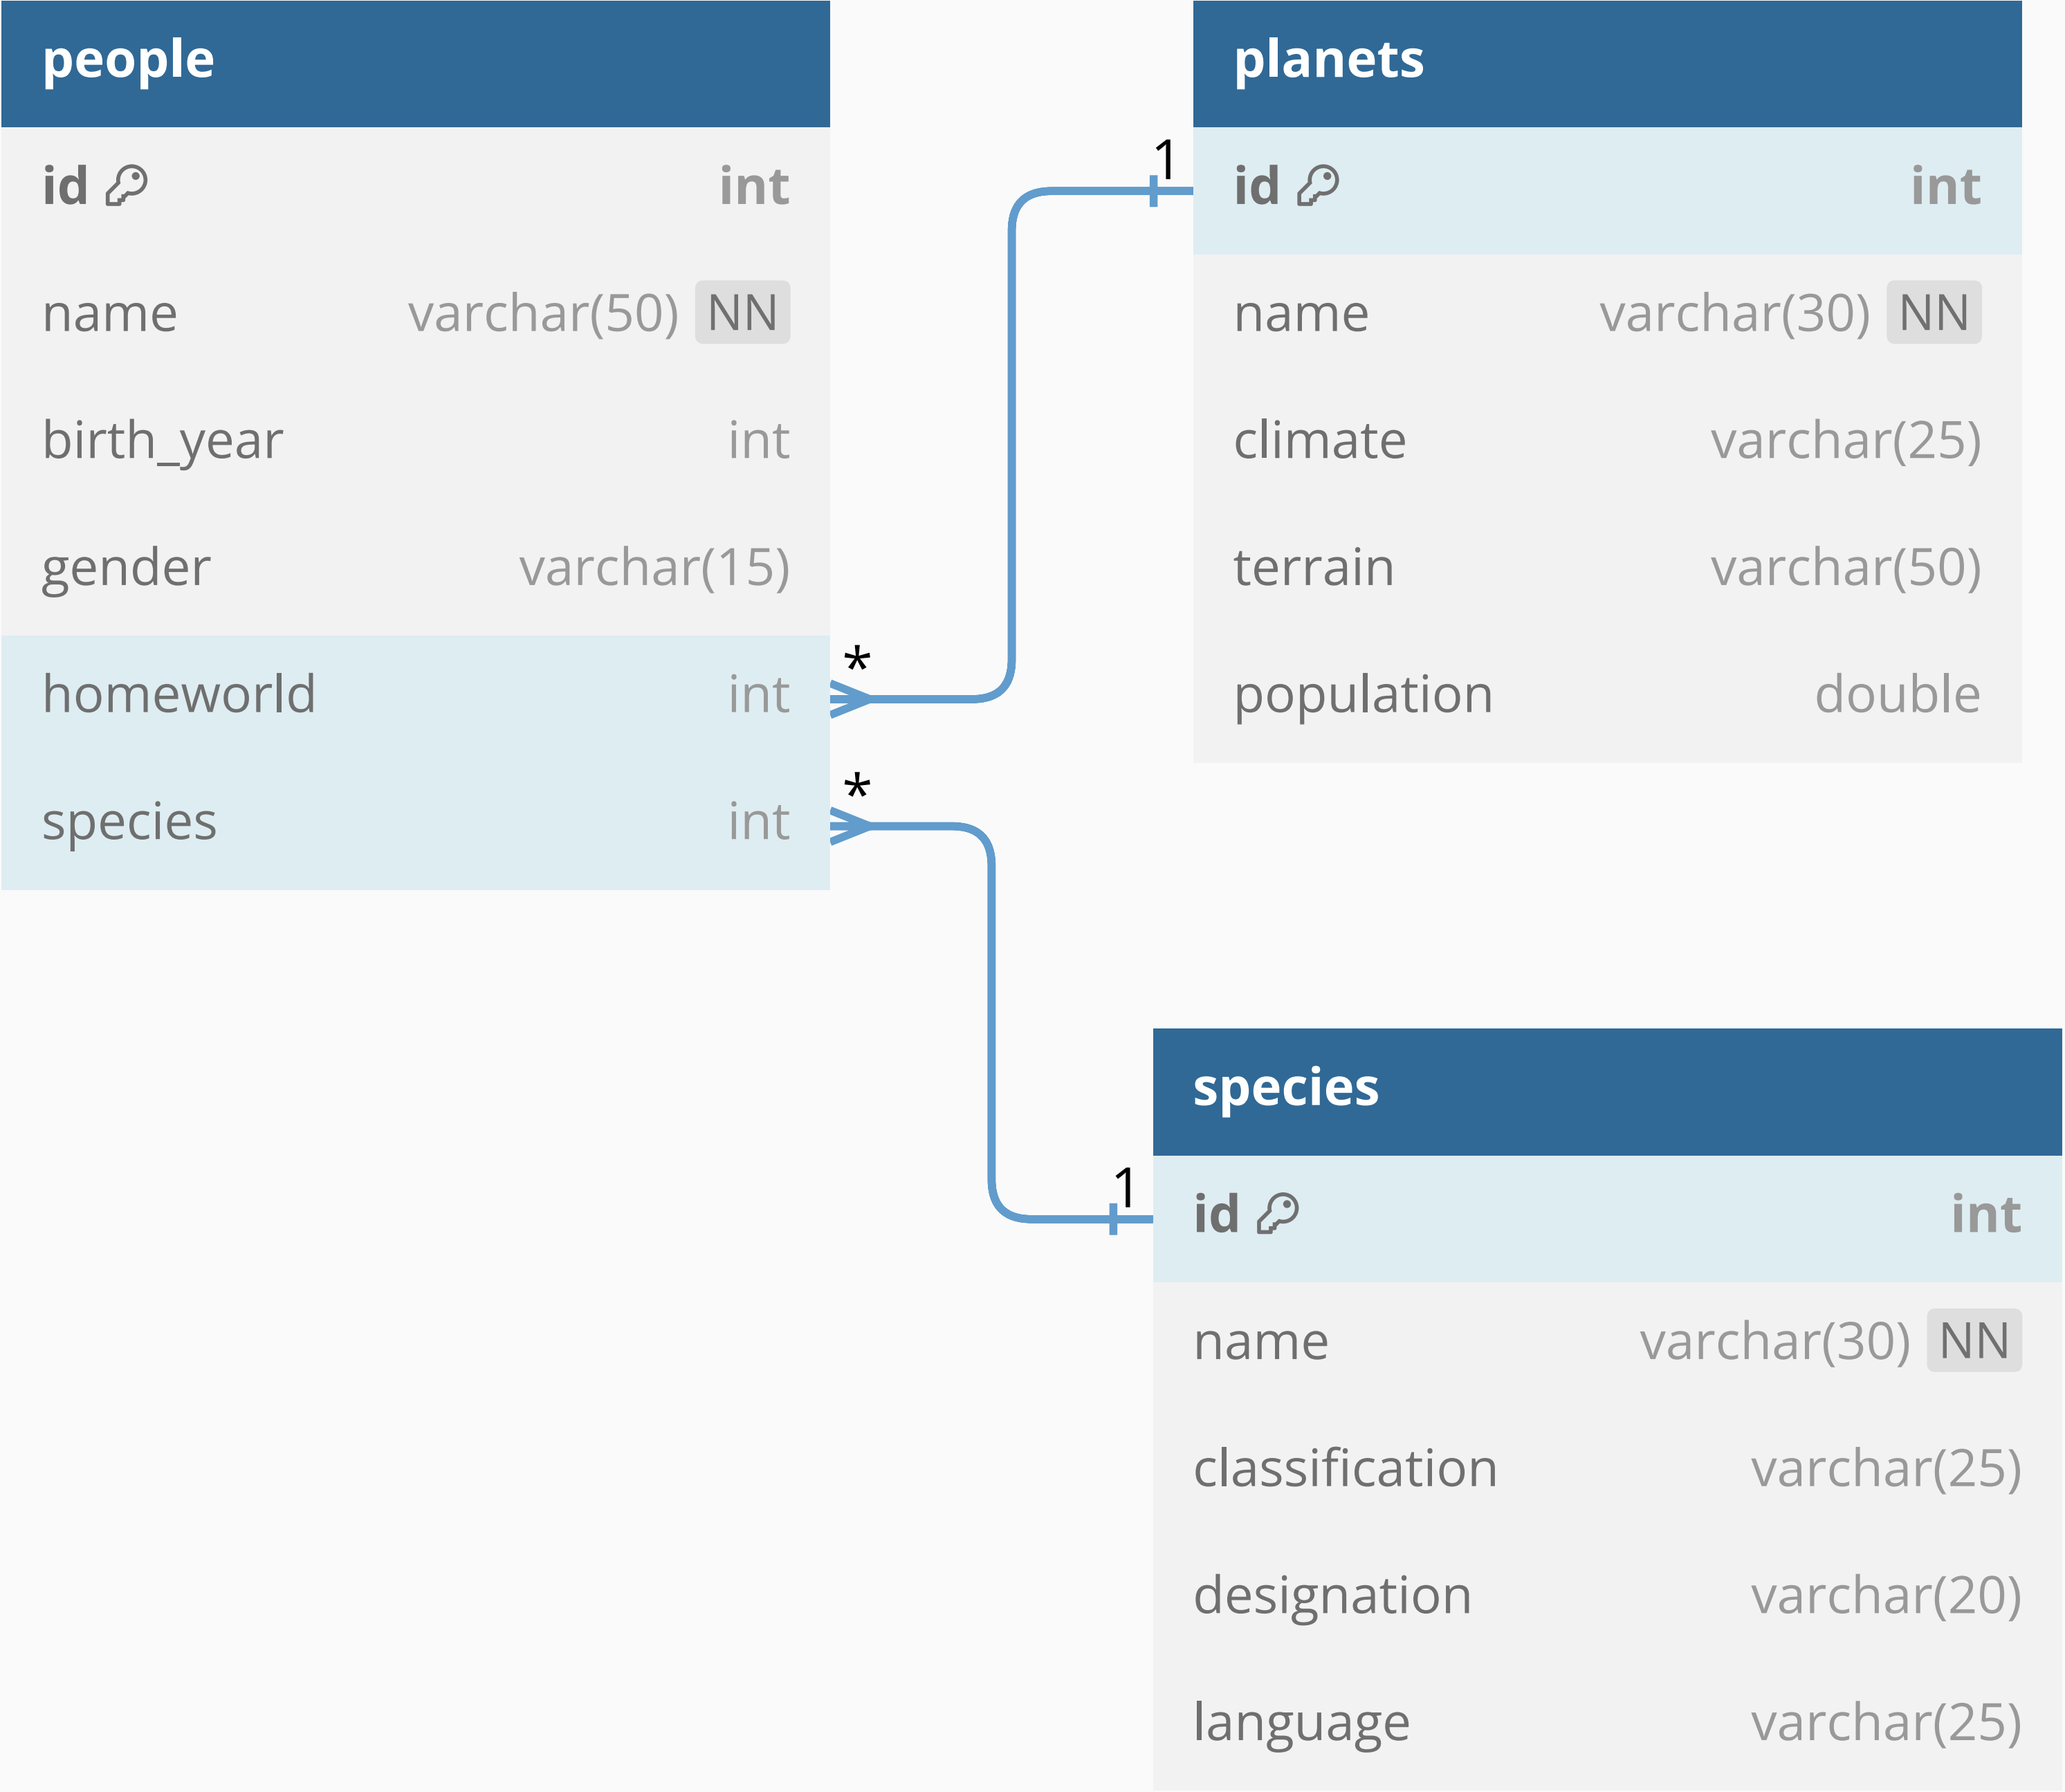 people
id int
name varchar(50) NN
birth_year int
gender varchar(15)
homeworld int
species int
*
*
1
planets
id int
name varchar(30) NN
climate varchar(25)
terrain varchar(50)
population double
1
species
id int
name varchar(30) NN
classification varchar(25)
designation varchar(20)
language varchar(25)